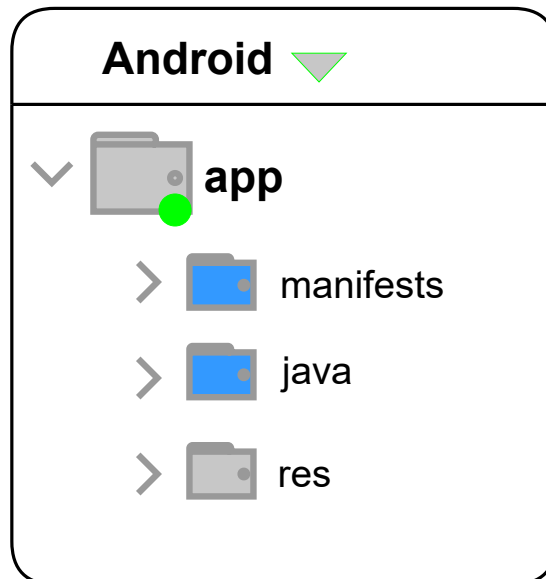 Android
app
manifests
java
res